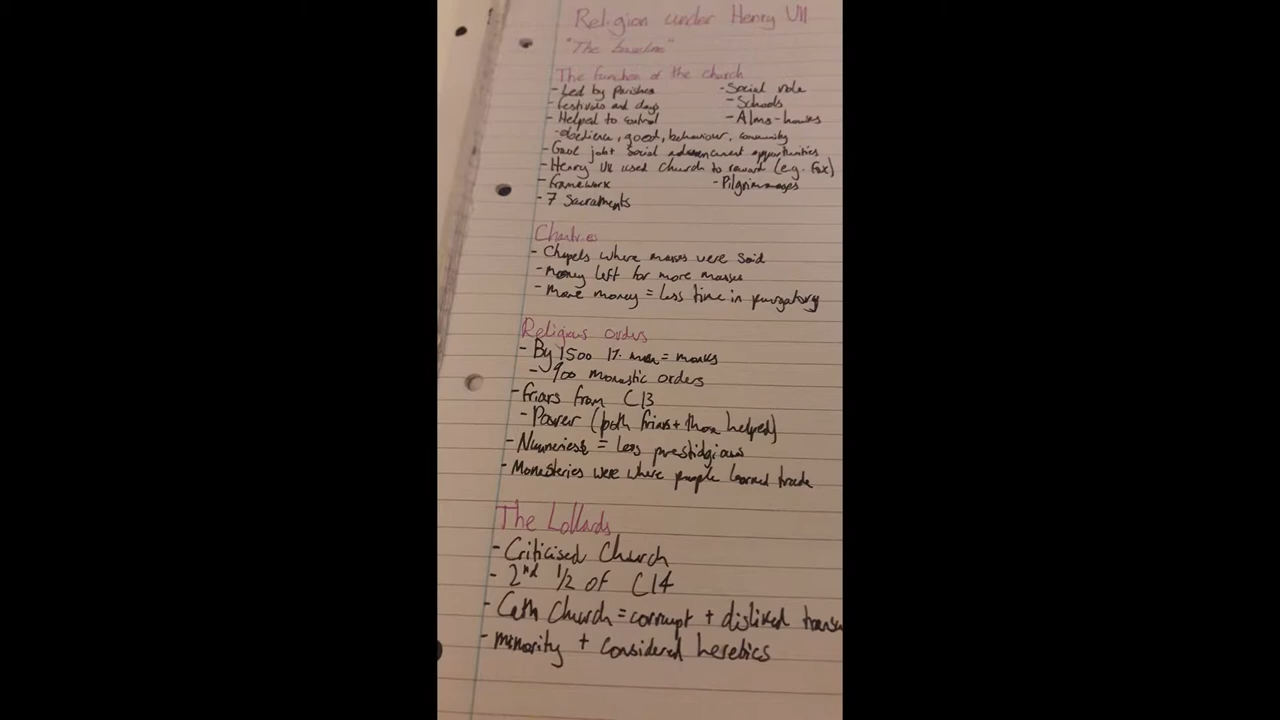 Religion under Henry VII
"The baseline"
The function of the church
- Led by parishes
- Social role
- Festivals and days
- Schools
- Helped to control
- Alms-houses
- obedience, good, behaviour, community
- Gave jobs+ Social advancement opportunities
- Henry VII used church to reward (e.g. Fox)
- Framework
- Pilgrimages
- 7 Sacraments
Chantries
- Chapels where masses were said
- money left for more masses
- more money = less time in purgatory
Religious orders
- By 1500 1% men = monks
- 900 monastic orders
- Friars from C13
- Poorer (both friars + those helped)
- Nunneries = less prestidgious
- Monasteries were where people learned trade
The Lollards
- Criticised Church
- 2nd 1/2 of C14
- Cath Church = corrupt + disliked
- minority + considered heretics